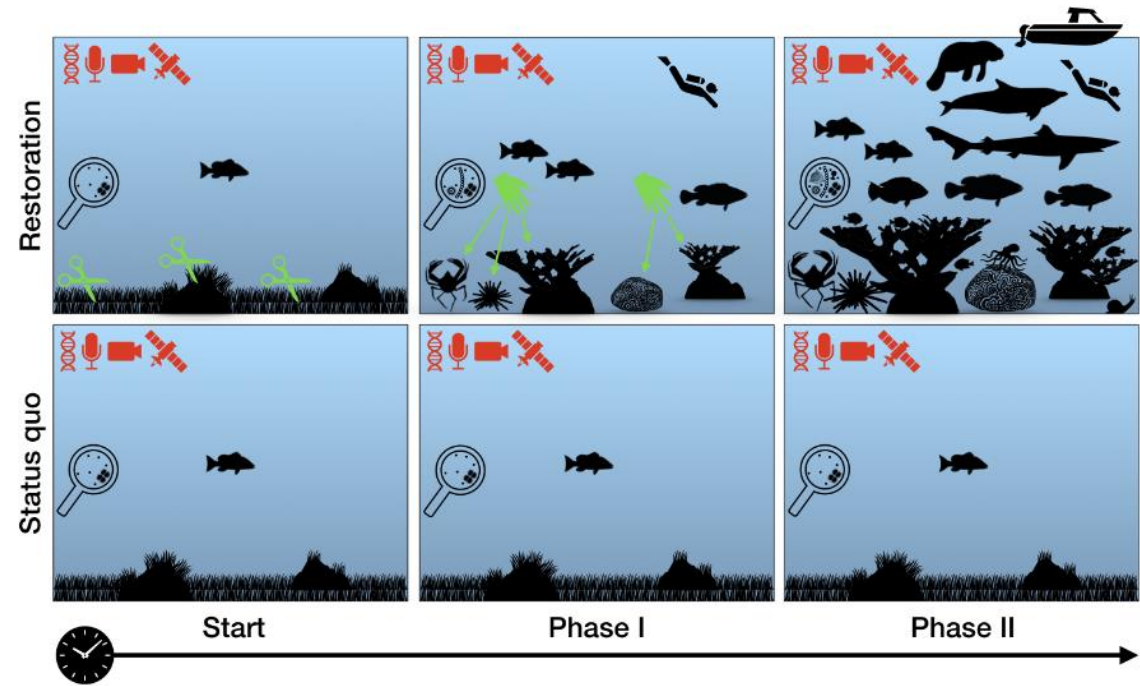 Restoration
Status quo
Start
Phase I
Phase II